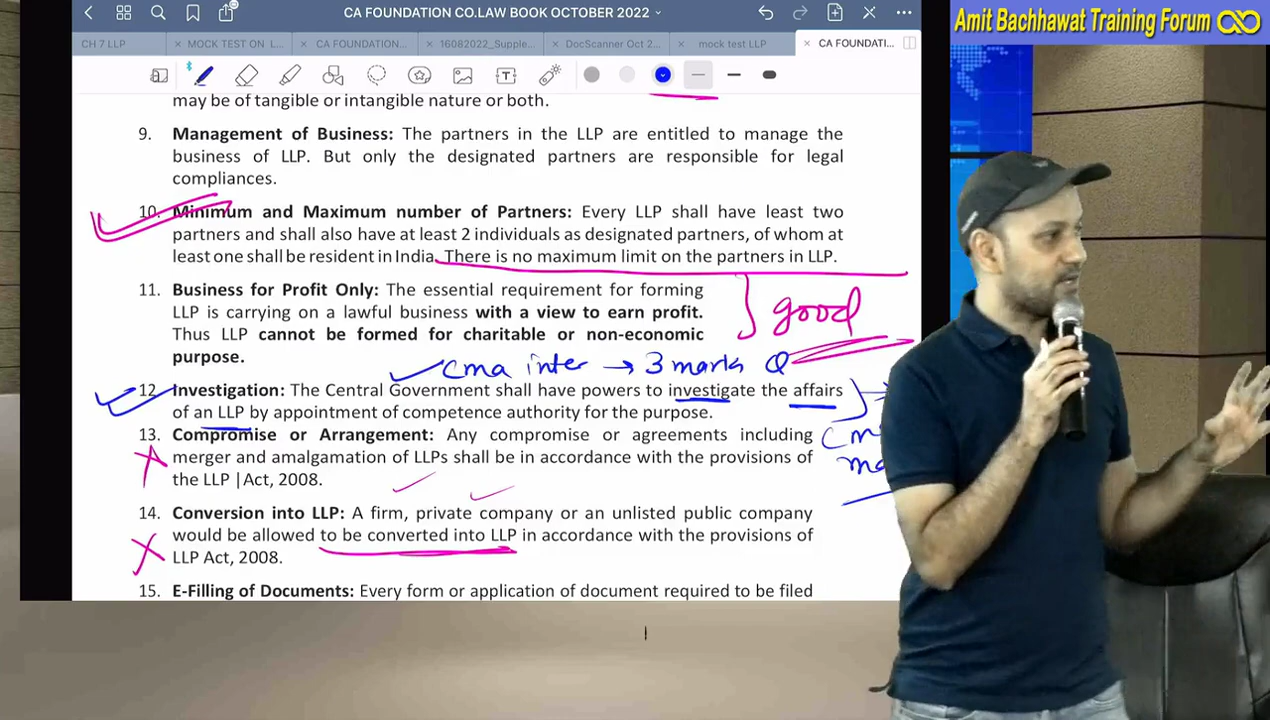 CA FOUNDATION CO.LAW BOOK OCTOBER 2022
Amit Bachhawat Training Forum
CH 7 LLP
MOCK TEST ON L...
CA FOUNDATION...
16082022_Supple...
DocScanner Oct 2...
mock test LLP
CA FOUNDATI...
may be of tangible or intangible nature or both.
9. Management of Business: The partners in the LLP are entitled to manage the
business of LLP. But only the designated partners are responsible for legal
compliances.
10. Minimum and Maximum number of Partners: Every LLP shall have least two
partners and shall also have at least 2 individuals as designated partners, of whom at
least one shall be resident in India. There is no maximum limit on the partners in LLP.
11. Business for Profit Only: The essential requirement for forming
LLP is carrying on a lawful business with a view to earn profit.
Thus LLP cannot be formed for charitable or non-economic
purpose.
good
cma inter → 3 marks Q
12. Investigation: The Central Government shall have powers to investigate the affairs
of an LLP by appointment of competence authority for the purpose.
13. Compromise or Arrangement: Any compromise or agreements including
merger and amalgamation of LLPs shall be in accordance with the provisions of
the LLP |Act, 2008.
14. Conversion into LLP: A firm, private company or an unlisted public company
would be allowed to be converted into LLP in accordance with the provisions of
LLP Act, 2008.
15. E-Filling of Documents: Every form or application of document required to be filed